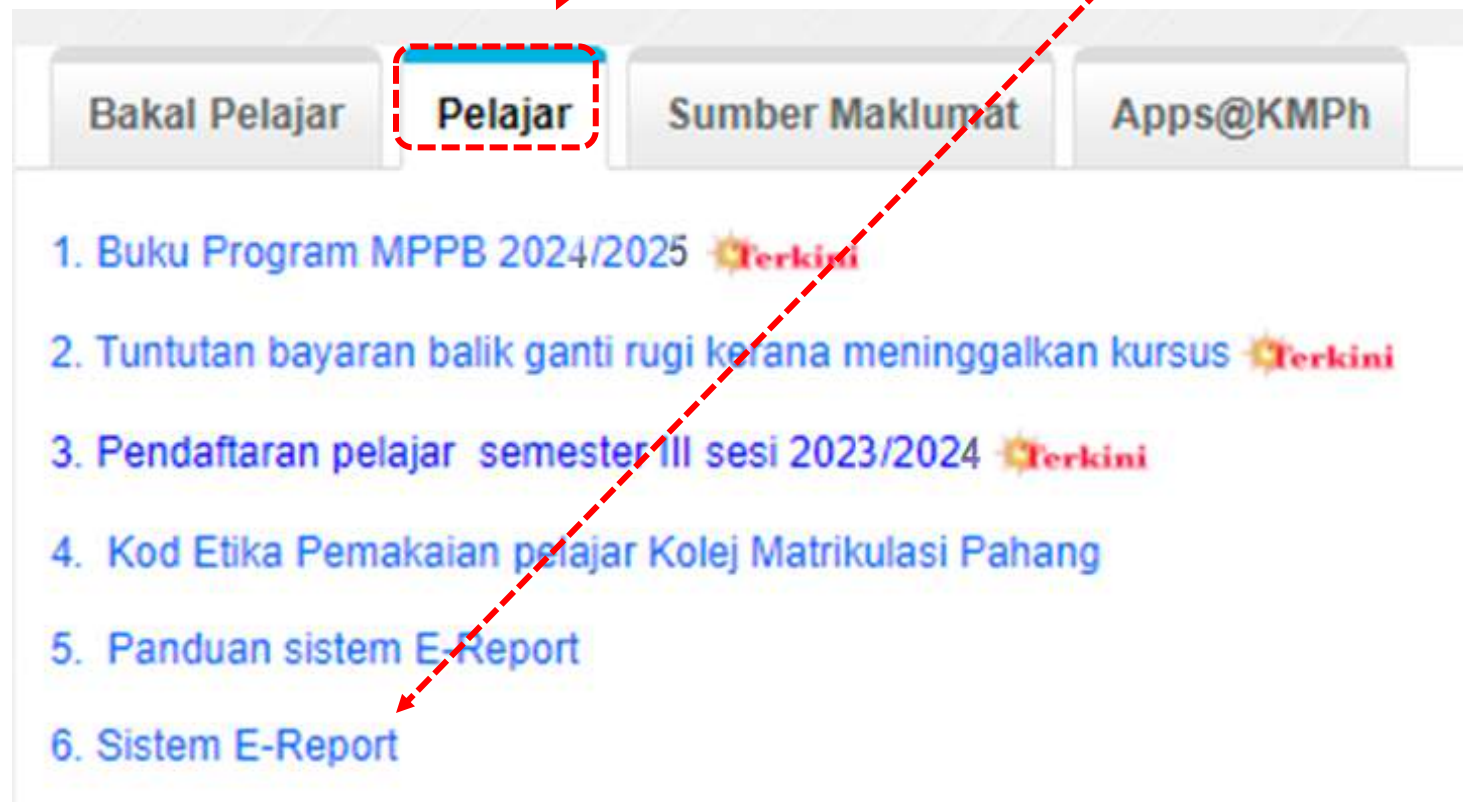 Bakal Pelajar Pelajar Sumber Maklumat Apps@KMPh
1. Buku Program MPPB 2024/2025 Terkini
2. Tuntutan bayaran balik ganti rugi kerana meninggalkan kursus Terkini
3. Pendaftaran pelajar semester III sesi 2023/2024 Terkini
4. Kod Etika Pemakaian pelajar Kolej Matrikulasi Pahang
5. Panduan sistem E-Report
6. Sistem E-Report